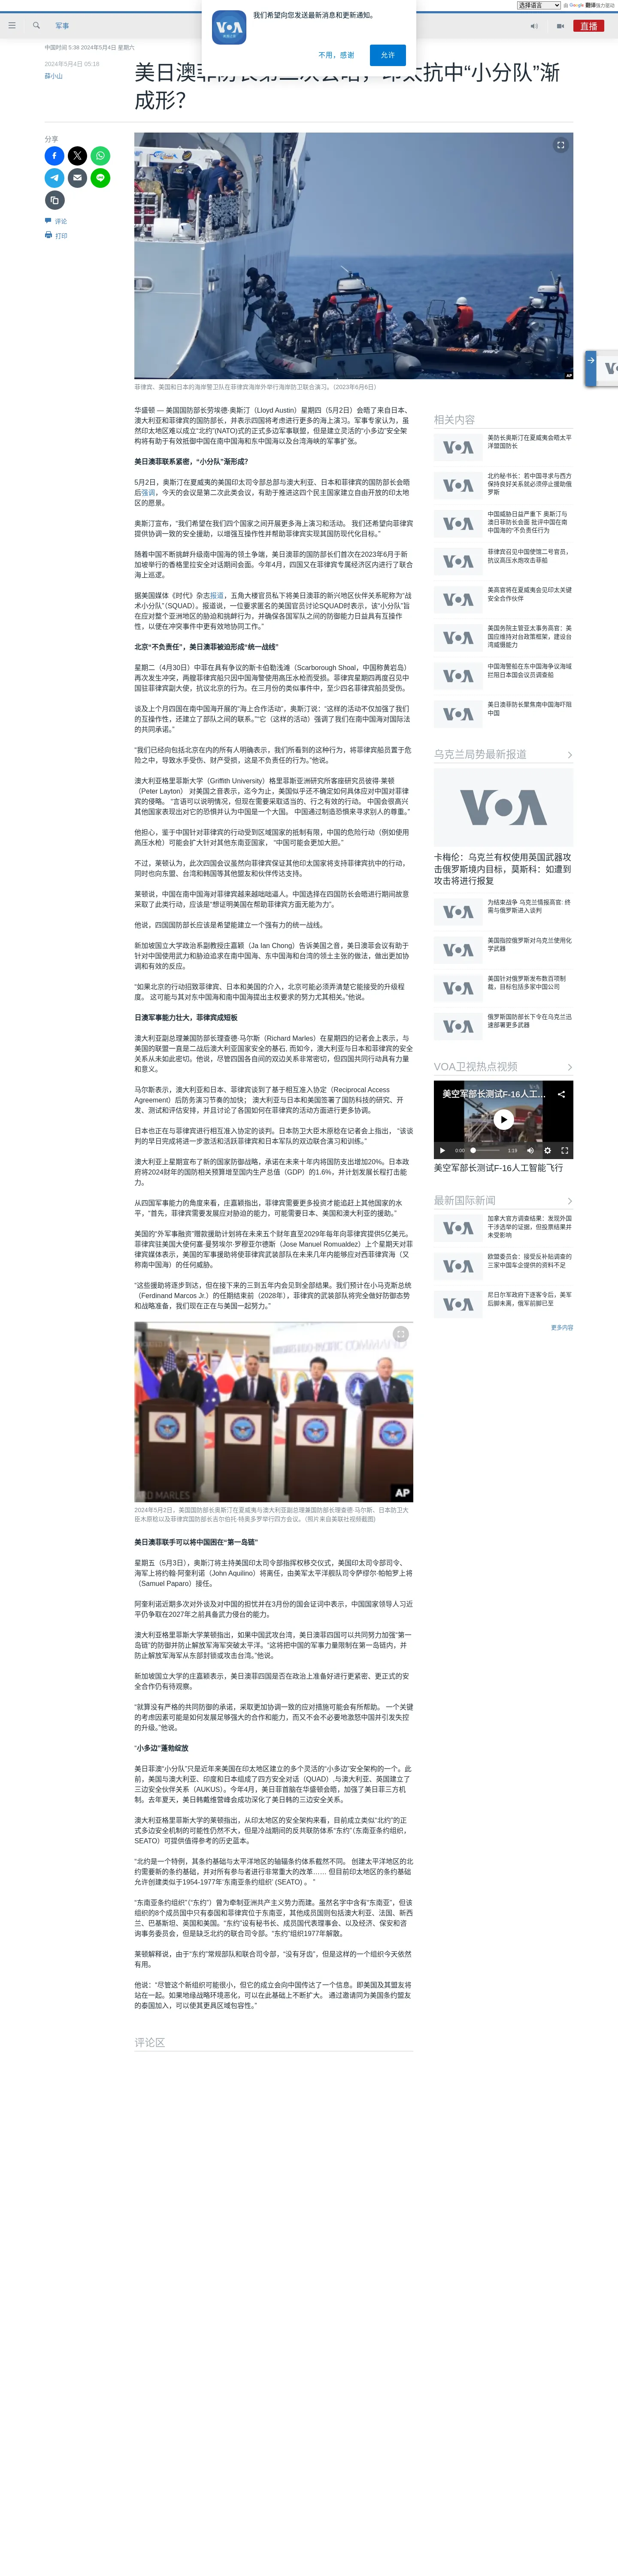 选择语言
由 Google 翻译强力驱动
我们希望向您发送最新消息和更新通知。
不用，感谢
允许
军事
直播
中国时间 5:38 2024年5月4日 星期六
2024年5月4日 05:18
薛小山
美日澳菲防长第二次会晤，印太抗中“小分队”渐
成形？
分享
评论
打印
AP
菲律宾、美国和日本的海岸警卫队在菲律宾海岸外举行海岸防卫联合演习。（2023年6月6日）
华盛顿 — 美国国防部长劳埃德·奥斯汀（Lloyd Austin）星期四（5月2日）会晤了来自日本、
澳大利亚和菲律宾的国防部长，并表示四国将考虑进行更多的海上演习。军事专家认为，虽
然印太地区难以成立“北约”(NATO)式的正式多边军事联盟，但是建立灵活的“小多边”安全架
构将有助于有效抵御中国在南中国海和东中国海以及台湾海峡的军事扩张。
美日澳菲联系紧密，“小分队”渐形成？
5月2日，奥斯汀在夏威夷的美国印太司令部总部与澳大利亚、日本和菲律宾的国防部长会晤
后强调，今天的会议是第二次此类会议，有助于推进这四个民主国家建立自由开放的印太地
区的愿景。
奥斯汀宣布，“我们希望在我们四个国家之间开展更多海上演习和活动。 我们还希望向菲律宾
提供协调一致的安全援助，以增强互操作性并帮助菲律宾实现其国防现代化目标。”
随着中国不断挑衅升级南中国海的领土争端，美日澳菲的国防部长们首次在2023年6月于新
加坡举行的香格里拉安全对话期间会面。今年4月，四国又在菲律宾专属经济区内进行了联合
海上巡逻。
据美国媒体《时代》杂志报道，五角大楼官员私下将美日澳菲的新兴地区伙伴关系昵称为“战
术小分队”(SQUAD)。报道说，一位要求匿名的美国官员讨论SQUAD时表示，该“小分队”旨
在应对整个亚洲地区的胁迫和挑衅行为，并确保各国军队之间的防御能力日益具有互操作
性，以便在冲突事件中更有效地协同工作。”
北京“不负责任”，美日澳菲被迫形成“统一战线”
星期二（4月30日）中菲在具有争议的斯卡伯勒浅滩（Scarborough Shoal，中国称黄岩岛）
再次发生冲突，两艘菲律宾船只因中国海警使用高压水枪而受损。菲律宾星期四再度召见中
国驻菲律宾副大使，抗议北京的行为。在三月份的类似事件中，至少四名菲律宾船员受伤。
谈及上个月四国在南中国海开展的“海上合作活动”，奥斯汀说：“这样的活动不仅加强了我们
的互操作性，还建立了部队之间的联系。”“它（这样的活动）强调了我们在南中国海对国际法
的共同承诺。”
“我们已经向包括北京在内的所有人明确表示，我们所看到的这种行为，将菲律宾船员置于危
险之中，导致水手受伤、财产受损，这是不负责任的行为。”他说。
澳大利亚格里菲斯大学（Griffith University）格里菲斯亚洲研究所客座研究员彼得·莱顿
（Peter Layton） 对美国之音表示，迄今为止，美国似乎还不确定如何具体应对中国对菲律
宾的侵略。 “言语可以说明情况，但现在需要采取适当的、行之有效的行动。 中国会很高兴
其他国家表现出对它的恐惧并认为中国是一个大国。 中国通过制造恐惧来寻求别人的尊重。”
他担心，鉴于中国针对菲律宾的行动受到区域国家的抵制有限，中国的危险行动（例如使用
高压水枪）可能会扩大针对其他东南亚国家， “中国可能会更加大胆。”
不过，莱顿认为，此次四国会议虽然向菲律宾保证其他印太国家将支持菲律宾抗中的行动，
同时也向东盟、台湾和韩国等其他盟友和伙伴传达支持。
莱顿说，中国在南中国海对菲律宾越来越咄咄逼人。中国选择在四国防长会晤进行期间故意
采取了此类行动，应该是“想证明美国在帮助菲律宾方面无能为力”。
他说，四国国防部长应该是希望能建立一个强有力的统一战线。
新加坡国立大学政治系副教授庄嘉颖（Ja Ian Chong）告诉美国之音，美日澳菲会议有助于
针对中国使用武力和胁迫追求在南中国海、东中国海和台湾的领土主张的做法，做出更加协
调和有效的反应。
“如果北京的行动招致菲律宾、日本和美国的介入，北京可能必须弄清楚它能接受的升级程
度。 这可能与其对东中国海和南中国海提出主权要求的努力尤其相关。”他说。
日澳军事能力壮大，菲律宾成短板
澳大利亚副总理兼国防部长理查德·马尔斯（Richard Marles）在星期四的记者会上表示，与
美国的联盟一直是二战后澳大利亚国家安全的基石, 而如今，澳大利亚与日本和菲律宾的安全
关系从未如此密切。他说，尽管四国各自间的双边关系非常密切，但四国共同行动具有力量
和意义。
马尔斯表示，澳大利亚和日本、菲律宾谈到了基于相互准入协定（Reciprocal Access
Agreement）后防务演习节奏的加快； 澳大利亚与日本和美国签署了国防科技的研究、开
发、测试和评估安排，并且讨论了各国如何在菲律宾的活动方面进行更多协调。
日本也正在与菲律宾进行相互准入协定的谈判。日本防卫大臣木原稔在记者会上指出， “该谈
判的早日完成将进一步激活和活跃菲律宾和日本军队的双边联合演习和训练。”
澳大利亚上星期宣布了新的国家防御战略，承诺在未来十年内将国防支出增加20%。日本政
府将2024财年的国防相关预算增至国内生产总值（GDP）的1.6%，并计划发展长程打击能
力。
从四国军事能力的角度来看，庄嘉颖指出，菲律宾需要更多投资才能追赶上其他国家的水
平，“首先，菲律宾需要发展应对胁迫的能力，可能需要日本、美国和澳大利亚的援助。”
美国的“外军事融资”赠款援助计划将在未来五个财年直至2029年每年向菲律宾提供5亿美元。
菲律宾驻美国大使何塞·曼努埃尔·罗穆亚尔德斯（Jose Manuel Romualdez）上个星期天对菲
律宾媒体表示，美国的军事援助将使菲律宾武装部队在未来几年内能够应对西菲律宾海（又
称南中国海）的任何威胁。
“这些援助将逐步到达，但在接下来的三到五年内会见到全部结果。我们预计在小马克斯总统
（Ferdinand Marcos Jr.）的任期结束前（2028年），菲律宾的武装部队将完全做好防御态势
和战略准备，我们现在正在与美国一起努力。”
AP
2024年5月2日，美国国防部长奥斯汀在夏威夷与澳大利亚副总理兼国防部长理查德·马尔斯、日本防卫大
臣木原稔以及菲律宾国防部长吉尔伯托·特奥多罗举行四方会议。（照片来自美联社视频截图）
美日澳菲联手可以将中国困在“第一岛链”
星期五（5月3日），奥斯汀将主持美国印太司令部指挥权移交仪式，美国印太司令部司令、
海军上将约翰·阿奎利诺（John Aquilino）将离任，由美军太平洋舰队司令萨缪尔·帕帕罗上将
（Samuel Paparo）接任。
阿奎利诺近期多次对外谈及对中国的担忧并在3月份的国会证词中表示，中国国家领导人习近
平仍争取在2027年之前具备武力侵台的能力。
澳大利亚格里菲斯大学莱顿指出，如果中国武攻台湾，美日澳菲四国可以共同努力加强“第一
岛链”的防御并防止解放军海军突破太平洋。“这将把中国的军事力量限制在第一岛链内，并
防止解放军海军从东部封锁或攻击台湾。”他说。
新加坡国立大学的庄嘉颖表示，美日澳菲四国是否在政治上准备好进行更紧密、更正式的安
全合作仍有待观察。
“就算没有严格的共同防御的承诺，采取更加协调一致的应对措施可能会有所帮助。 一个关键
的考虑因素可能是如何发展足够强大的合作和能力，而又不会不必要地激怒中国并引发失控
的升级。”他说。
“小多边”蓬勃绽放
美日菲澳“小分队”只是近年来美国在印太地区建立的多个灵活的“小多边”安全架构的一个。此
前，美国与澳大利亚、印度和日本组成了四方安全对话（QUAD）,与澳大利亚、英国建立了
三边安全伙伴关系（AUKUS）。今年4月，美日菲首脑在华盛顿会晤，加强了美日菲三方机
制。去年夏天，美日韩戴维营峰会成功深化了美日韩的三边安全关系。
澳大利亚格里菲斯大学的莱顿指出，从印太地区的安全架构来看，目前成立类似“北约”的正
式多边安全机制的可能性仍然不大，但是冷战期间的反共联防体系“东约”(东南亚条约组织，
SEATO）可提供值得参考的历史蓝本。
“北约是一个特例，其条约基础与太平洋地区的轴辐条约体系截然不同。 创建太平洋地区的北
约需要新的条约基础，并对所有参与者进行非常重大的改革…… 但目前印太地区的条约基础
允许创建类似于1954-1977年‘东南亚条约组织’ (SEATO) 。 ”
“东南亚条约组织”（“东约”）曾为牵制亚洲共产主义势力而建。虽然名字中含有“东南亚”，但该
组织的8个成员国中只有泰国和菲律宾位于东南亚，其他成员国则包括澳大利亚、法国、新西
兰、巴基斯坦、英国和美国。“东约”设有秘书长、成员国代表理事会、以及经济、保安和咨
询事务委员会，但是缺乏北约的联合司令部。“东约”组织1977年解散。
莱顿解释说，由于“东约”常规部队和联合司令部，“没有牙齿”，但是这样的一个组织今天依然
有用。
他说：“尽管这个新组织可能很小，但它的成立会向中国传达了一个信息。即美国及其盟友将
站在一起。如果地缘战略环境恶化，可以在此基础上不断扩大。 通过邀请同为美国条约盟友
的泰国加入，可以使其更具区域包容性。”
评论区
相关内容
美防长奥斯汀在夏威夷会晤太平
洋盟国防长
北约秘书长：若中国寻求与西方
保持良好关系就必须停止援助俄
罗斯
中国威胁日益严重下 奥斯汀与
澳日菲防长会面 批评中国在南
中国海的“不负责任行为
菲律宾召见中国使馆二号官员，
抗议高压水炮攻击菲船
美高官将在夏威夷会见印太关键
安全合作伙伴
美国务院主管亚太事务高官：美
国应维持对台政策框架，建设台
湾威慑能力
中国海警船在东中国海争议海域
拦阻日本国会议员调查船
美日澳菲防长聚焦南中国海吓阻
中国
乌克兰局势最新报道
卡梅伦：乌克兰有权使用英国武器攻
击俄罗斯境内目标，莫斯科：如遭到
攻击将进行报复
为结束战争 乌克兰情报高官: 终
需与俄罗斯进入谈判
美国指控俄罗斯对乌克兰使用化
学武器
美国针对俄罗斯发布数百项制
裁，目标包括多家中国公司
俄罗斯国防部长下令在乌克兰迅
速部署更多武器
VOA卫视热点视频
美空军部长测试F-16人工…
0:00
1:19
美空军部长测试F-16人工智能飞行
最新国际新闻
加拿大官方调查结果：发现外国
干涉选举的证据，但投票结果并
未受影响
欧盟委员会：接受反补贴调查的
三家中国车企提供的资料不足
尼日尔军政府下逐客令后，美军
后脚未离，俄军前脚已至
更多内容